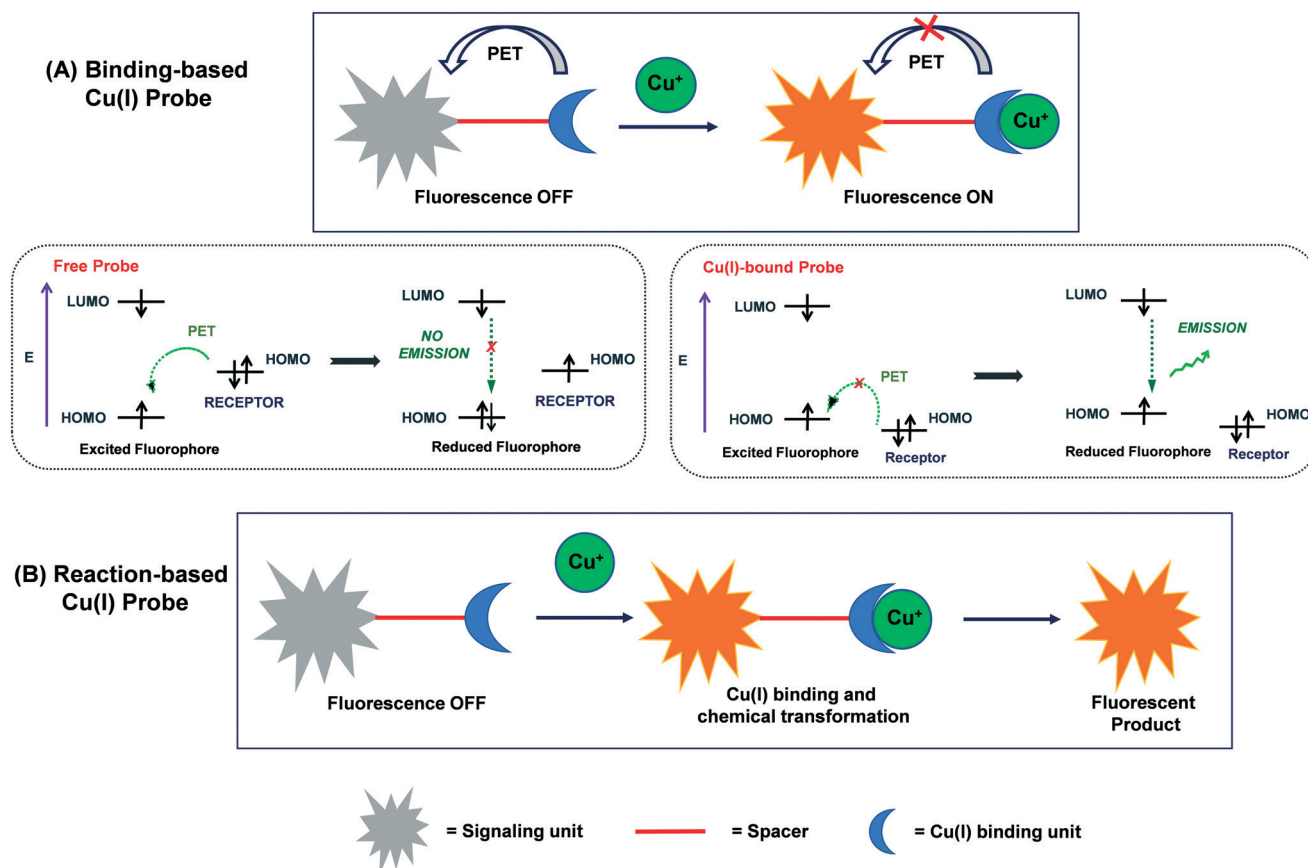 (A) Binding-based
Cu(I) Probe
PET
Cu⁺
PET
Cu⁺
Fluorescence OFF
Fluorescence ON
Free Probe
E
LUMO
PET
HOMO
RECEPTOR
HOMO
Excited Fluorophore
LUMO
NO
EMISSION
X
HOMO
RECEPTOR
HOMO
Reduced Fluorophore
Cu(I)-bound Probe
E
LUMO
X
PET
HOMO
HOMO
Excited Fluorophore
Receptor
LUMO
EMISSION
HOMO
HOMO
Reduced Fluorophore
Receptor
(B) Reaction-based
Cu(I) Probe
Cu⁺
Cu⁺
Fluorescence OFF
Cu(I) binding and
chemical transformation
Fluorescent
Product
= Signaling unit
= Spacer
= Cu(I) binding unit